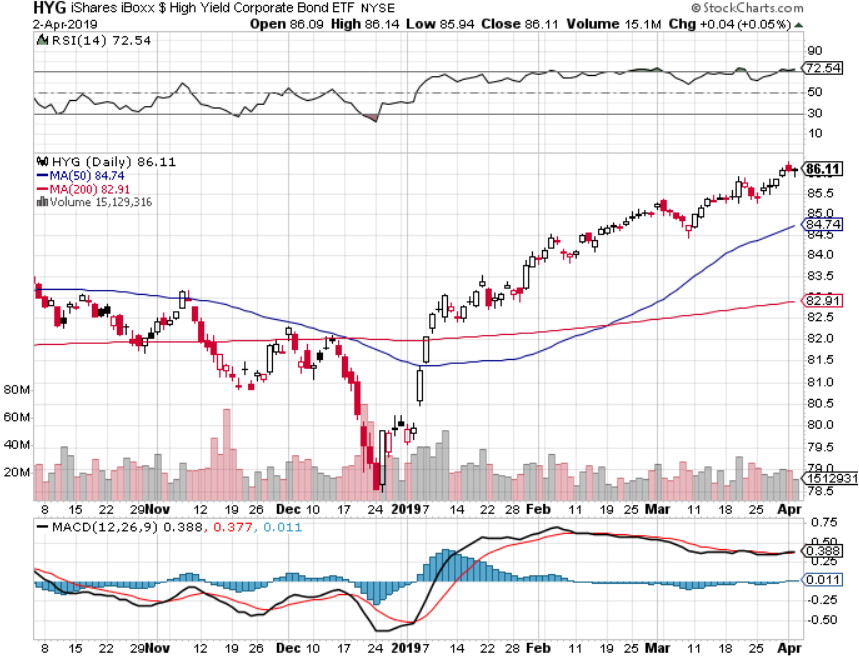 HYG iShares iBoxx $ High Yield Corporate Bond ETF NYSE © StockCharts.com
2-Apr-2019 Open 86.09 High 86.14 Low 85.94 Close 86.11 Volume 15.1M Chg +0.04 (+0.05%)
RSI(14) 72.54
90
72.54
50
30
10
HYG (Daily) 86.11
MA(50) 84.74
MA(200) 82.91
Volume 15,129,316
86.11
85.5
85.0
84.74
84.5
84.0
83.5
82.91
82.5
82.0
81.5
81.0
80.5
80.0
79.5
79.0
78.5
80M
60M
40M
20M
1512931
8 15 22 29 Nov 12 19 26 Dec 10 17 24 2019 7 14 22 28 Feb 11 19 25 Mar 11 18 25 Apr
MACD(12,26,9) 0.388, 0.377, 0.011
0.75
0.50
0.388
0.25
0.011
-0.25
-0.50
8 15 22 29 Nov 12 19 26 Dec 10 17 24 2019 7 14 22 28 Feb 11 19 25 Mar 11 18 25 Apr